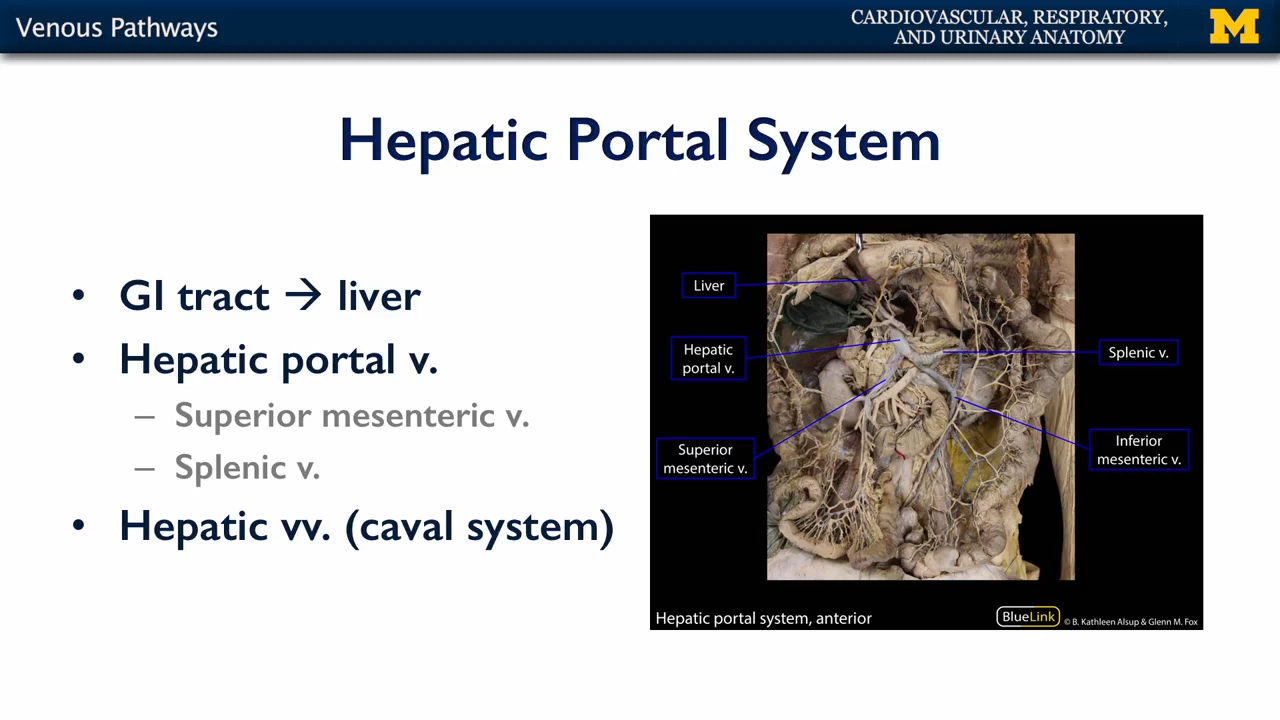 Venous Pathways
CARDIOVASCULAR, RESPIRATORY,
AND URINARY ANATOMY
M
Hepatic Portal System
• GI tract → liver
• Hepatic portal v.
– Superior mesenteric v.
– Splenic v.
• Hepatic vv. (caval system)
Liver
Hepatic
portal v.
Superior
mesenteric v.
Splenic v.
Inferior
mesenteric v.
Hepatic portal system, anterior
BlueLink
© B. Kathleen Alsup & Glenn M. Fox